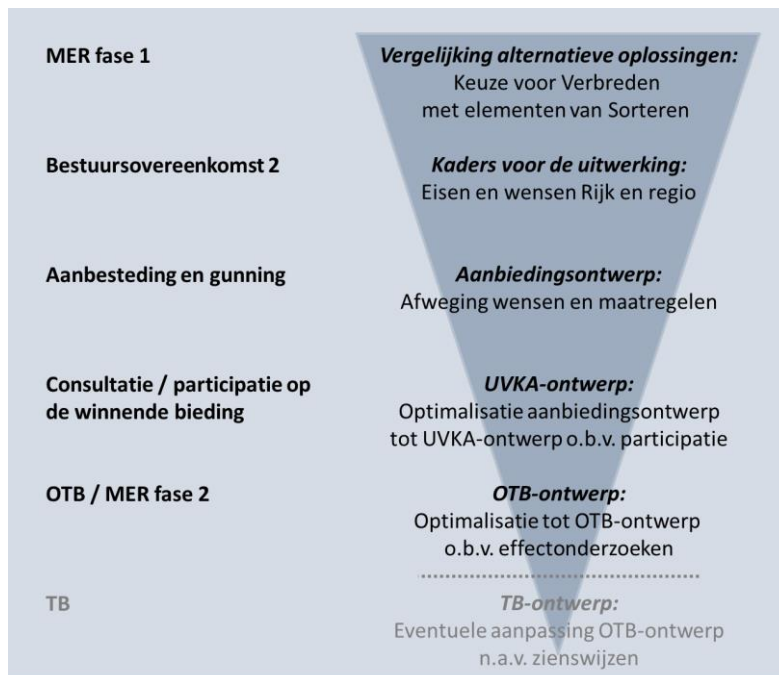 MER fase 1
Vergelijking alternatieve oplossingen:
Keuze voor Verbreden
met elementen van Sorteren
Bestuursovereenkomst 2
Kaders voor de uitwerking:
Eisen en wensen Rijk en regio
Aanbesteding en gunning
Aanbiedingsontwerp:
Afweging wensen en maatregelen
Consultatie / participatie op
de winnende bieding
UVKA-ontwerp:
Optimalisatie aanbiedingsontwerp
tot UVKA-ontwerp o.b.v. participatie
OTB / MER fase 2
OTB-ontwerp:
Optimalisatie tot OTB-ontwerp
o.b.v. effectonderzoeken
TB
TB-ontwerp:
Eventuele aanpassing OTB-ontwerp
n.a.v. zienswijzen